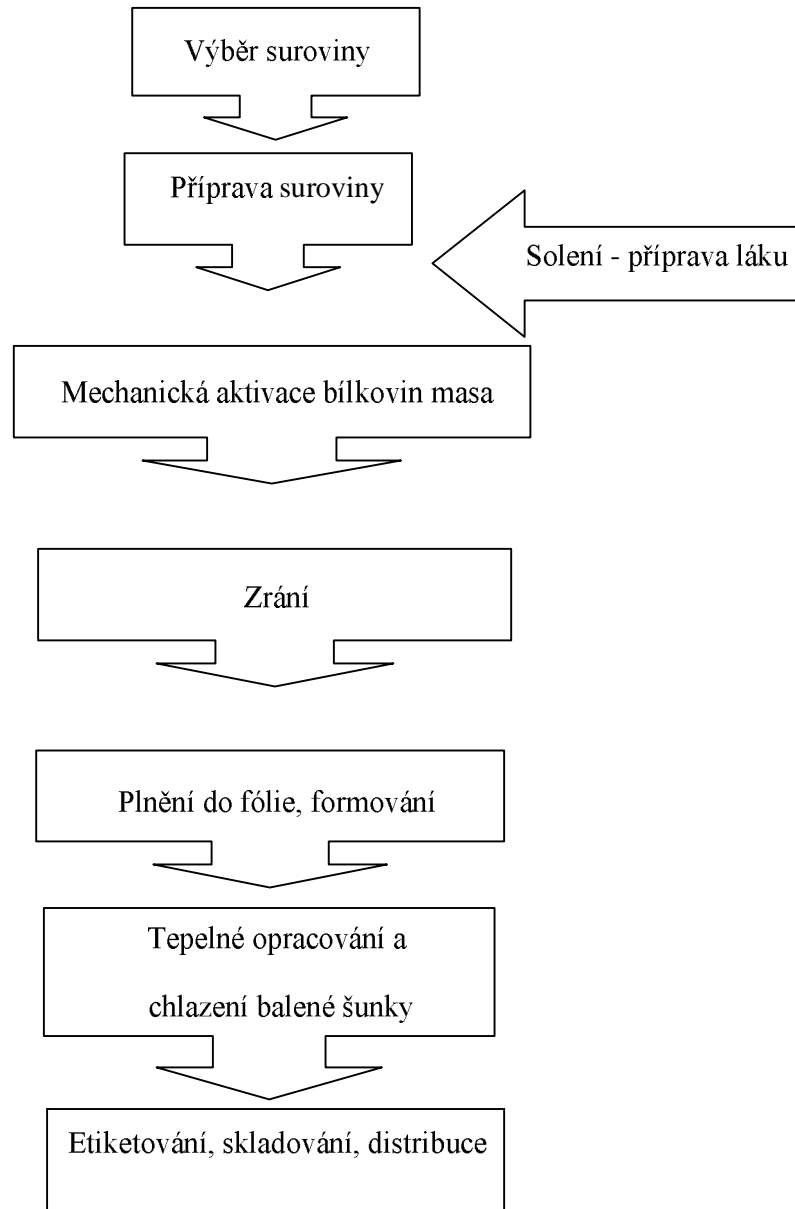 Výběr suroviny
Příprava suroviny
Solení - příprava láku
Mechanická aktivace bílkovin masa
Zrání
Plnění do fólie, formování
Tepelné opracování a
chlazení balené šunky
Etiketování, skladování, distribuce